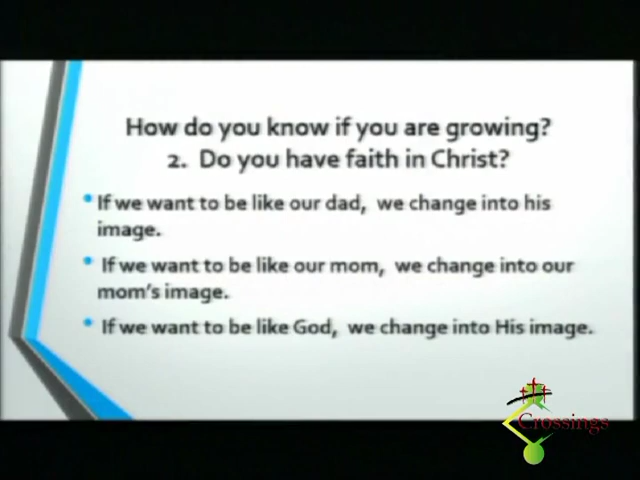 How do you know if you are growing?
2. Do you have faith in Christ?
• If we want to be like our dad, we change into his
image.
• If we want to be like our mom, we change into our
mom's image.
• If we want to be like God, we change into His image.
Crossings